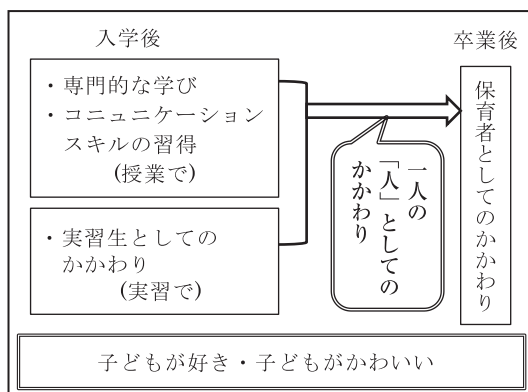 入学後
・専門的な学び
・コニュニケーション
スキルの習得
(授業で)
・実習生としての
かかわり
(実習で)
一人の
「人」としての
かかわり
卒業後
保育者としてのかかわり
子どもが好き・子どもがかわいい